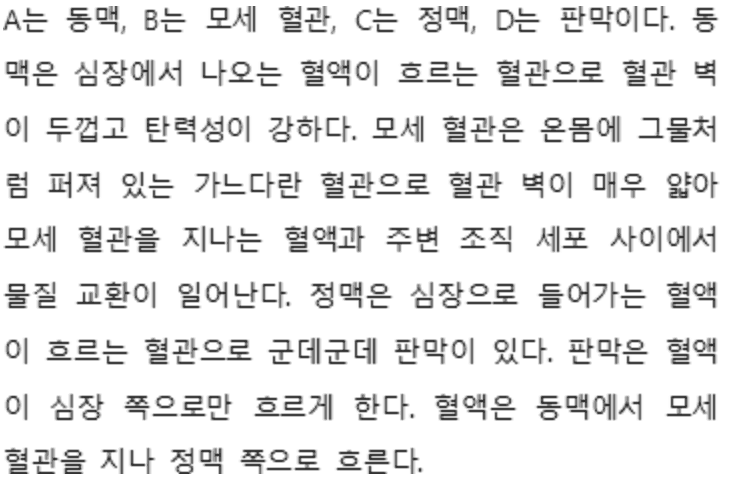 A는 동맥, B는 모세 혈관, C는 정맥, D는 판막이다. 동
맥은 심장에서 나오는 혈액이 흐르는 혈관으로 혈관 벽
이 두껍고 탄력성이 강하다. 모세 혈관은 온몸에 그물처
럼 퍼져 있는 가느다란 혈관으로 혈관 벽이 매우 얇아
모세 혈관을 지나는 혈액과 주변 조직 세포 사이에서
물질 교환이 일어난다. 정맥은 심장으로 들어가는 혈액
이 흐르는 혈관으로 군데군데 판막이 있다. 판막은 혈액
이 심장 쪽으로만 흐르게 한다. 혈액은 동맥에서 모세
혈관을 지나 정맥 쪽으로 흐른다.